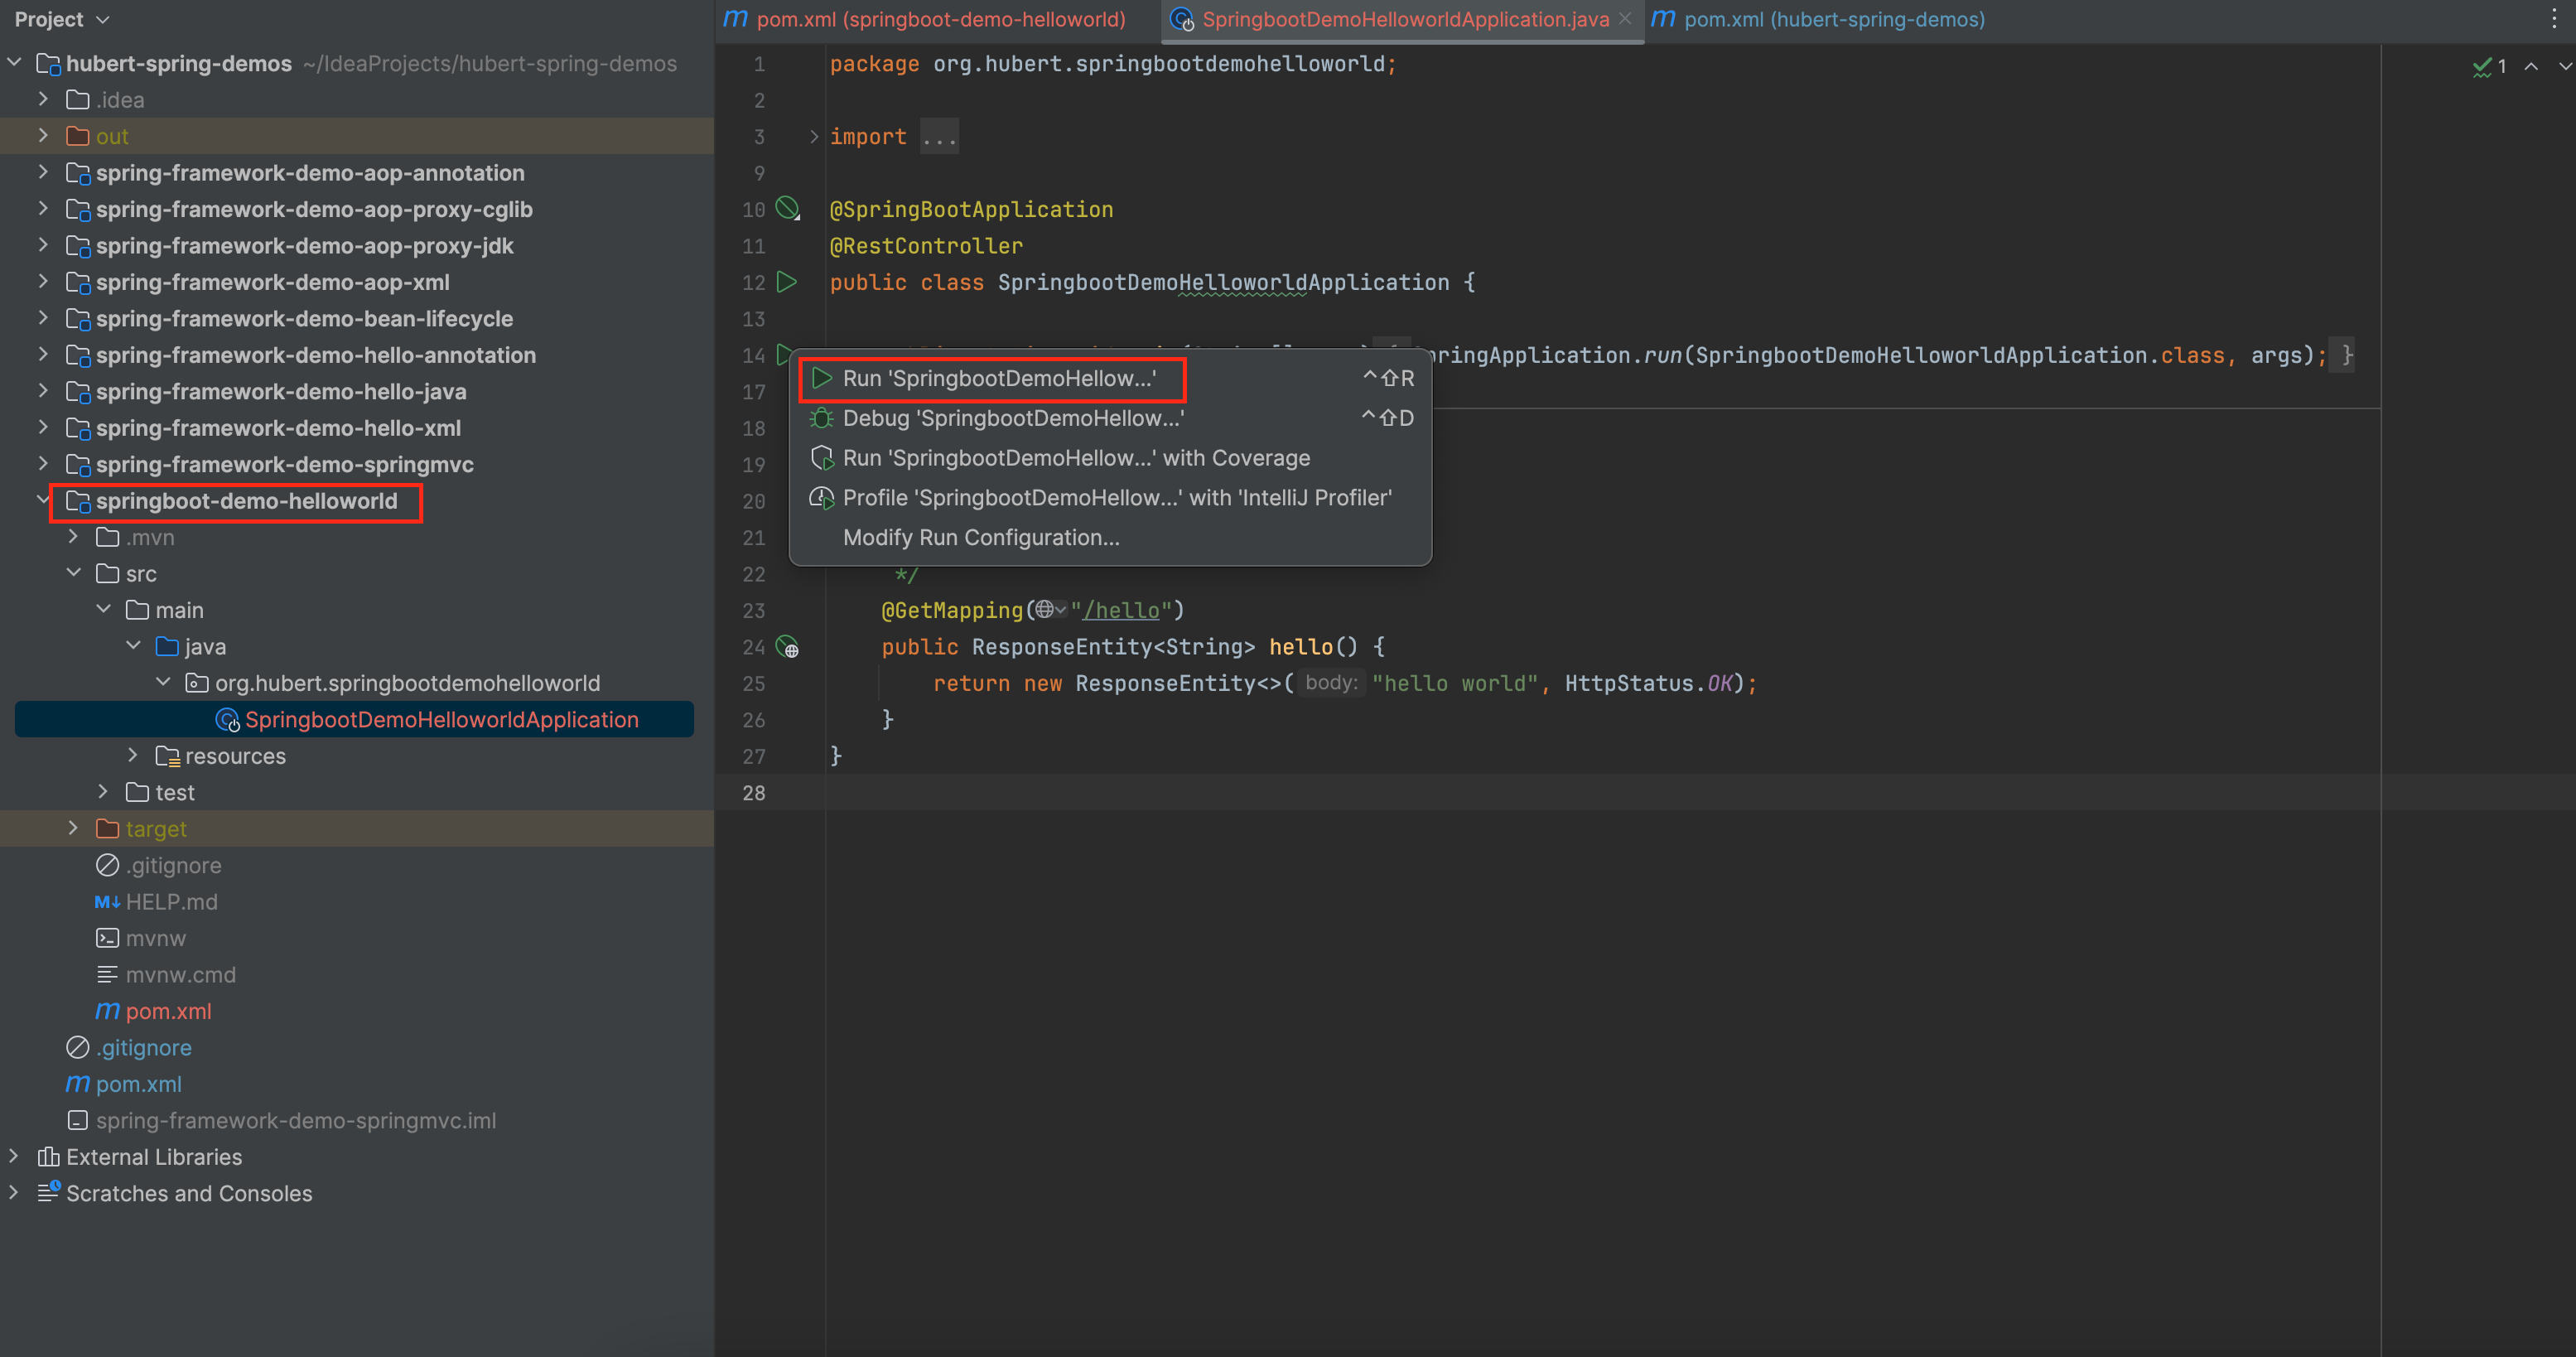 Project
hubert-spring-demos ~/IdeaProjects/hubert-spring-demos
.idea
out
spring-framework-demo-aop-annotation
spring-framework-demo-aop-proxy-cglib
spring-framework-demo-aop-proxy-jdk
spring-framework-demo-aop-xml
spring-framework-demo-bean-lifecycle
spring-framework-demo-hello-annotation
spring-framework-demo-hello-java
spring-framework-demo-hello-xml
spring-framework-demo-springmvc
springboot-demo-helloworld
.mvn
src
main
java
org.hubert.springbootdemohelloworld
SpringbootDemoHelloworldApplication
resources
test
target
.gitignore
M↓ HELP.md
mvnw
mvnw.cmd
m pom.xml
.gitignore
m pom.xml
spring-framework-demo-springmvc.iml
External Libraries
Scratches and Consoles
m pom.xml (springboot-demo-helloworld) SpringbootDemoHelloworldApplication.java m pom.xml (hubert-spring-demos)
1 package org.hubert.springbootdemohelloworld; 1
2
3 import ...
9
10 @SpringBootApplication
11 @RestController
12 public class SpringbootDemoHelloworldApplication {
13
14 ringApplication.run(SpringbootDemoHelloworldApplication.class, args); }
17
18
19
20
21
Run 'SpringbootDemoHellow...' ^⇧R
Debug 'SpringbootDemoHellow...' ^⇧D
Run 'SpringbootDemoHellow...' with Coverage
Profile 'SpringbootDemoHellow...' with 'IntelliJ Profiler'
Modify Run Configuration...
22 */
23 @GetMapping("/hello")
24 public ResponseEntity<String> hello() {
25 return new ResponseEntity<>( body: "hello world", HttpStatus.OK);
26 }
27 }
28